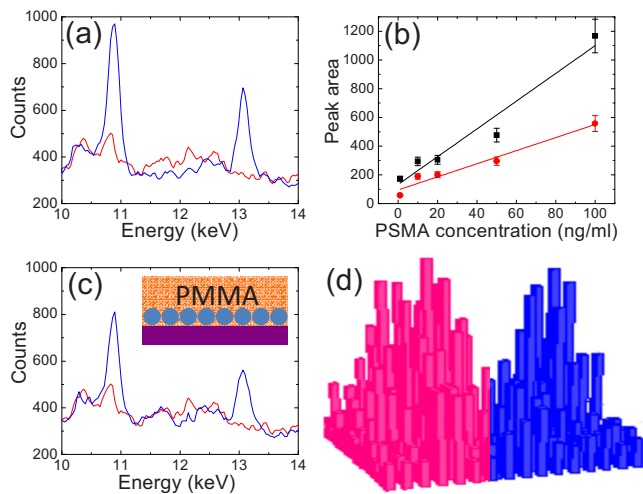 (a)
1000
800
600
400
200
Counts
10 11 12 13 14
Energy (keV)
(b)
1400
1200
1000
800
600
400
200
0
Peak area
0 20 40 60 80 100
PSMA concentration (ng/ml)
(c)
PMMA
1000
800
600
400
200
Counts
10 11 12 13 14
Energy (keV)
(d)